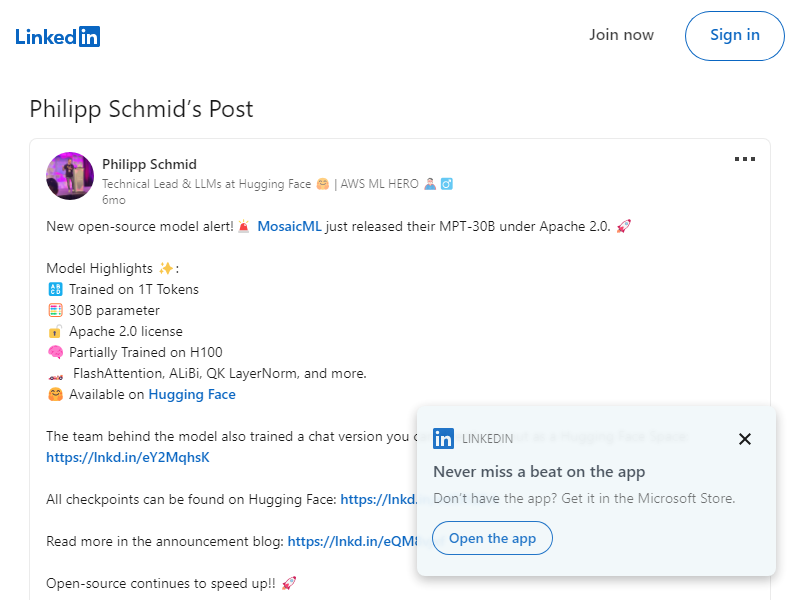 LinkedIn
Join now
Sign in
Philipp Schmid's Post
Philipp Schmid
Technical Lead & LLMs at Hugging Face 🤗 | AWS ML HERO 🦸🏻‍♂️
6mo
New open-source model alert! 🚨 MosaicML just released their MPT-30B under Apache 2.0. 🚀
Model Highlights ✨:
🔠 Trained on 1T Tokens
🧮 30B parameter
🔓 Apache 2.0 license
🧠 Partially Trained on H100
🏎 FlashAttention, ALiBi, QK LayerNorm, and more.
🤗 Available on Hugging Face
The team behind the model also trained a chat version you
https://lnkd.in/eY2MqhsK
All checkpoints can be found on Hugging Face: https://lnkd.
Read more in the announcement blog: https://lnkd.in/eQM
Open-source continues to speed up!! 🚀
LINKEDIN
Never miss a beat on the app
Don't have the app? Get it in the Microsoft Store.
Open the app